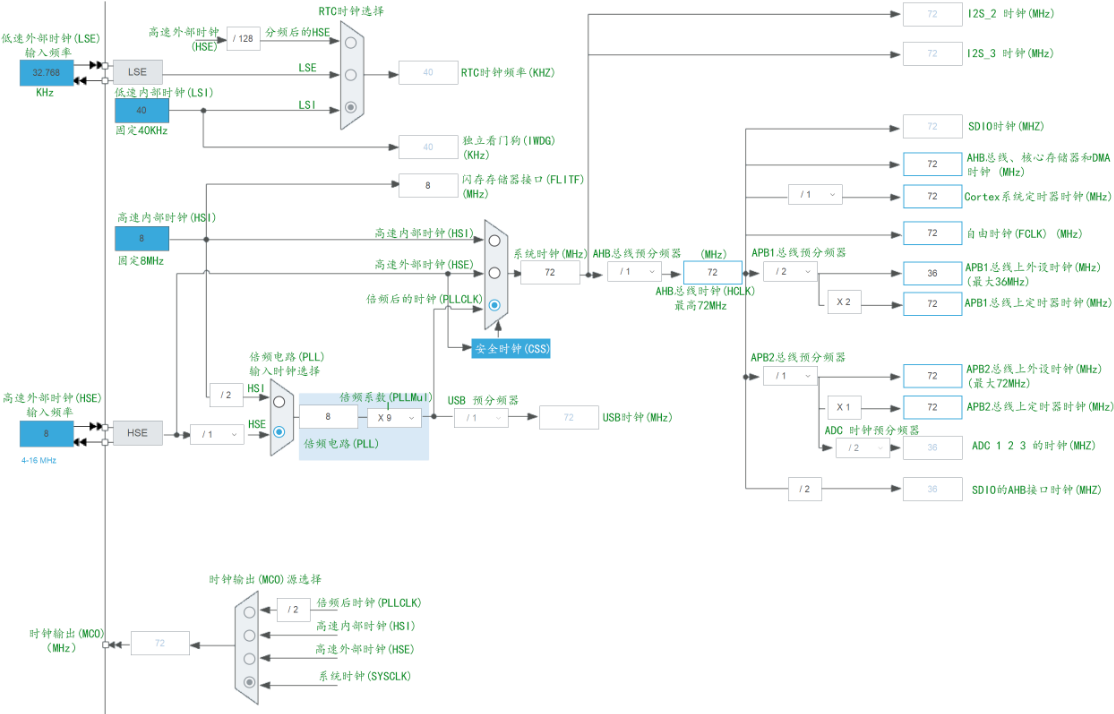 RTC时钟选择
高速外部时钟
(HSE)
/ 128
分频后的HSE
低速外部时钟(LSE)
输入频率
32.768
KHz
LSE
LSE
40
RTC时钟频率(KHZ)
低速内部时钟(LSI)
40
固定40KHz
LSI
40
独立看门狗(IWDG)
(KHz)
8
闪存存储器接口(FLITF)
(MHz)
高速内部时钟(HSI)
8
固定8MHz
高速内部时钟(HSI)
高速外部时钟(HSE)
倍频后的时钟(PLLCLK)
系统时钟(MHz)
72
安全时钟(CSS)
AHB总线预分频器
/ 1
(MHz)
72
AHB总线时钟(HCLK)
最高72MHz
72
I2S_2 时钟(MHz)
72
I2S_3 时钟(MHz)
72
SDIO时钟(MHZ)
72
AHB总线、核心存储器和DMA
时钟 (MHz)
/ 1
72
Cortex系统定时器时钟(MHz)
72
自由时钟(FCLK) (MHz)
APB1总线预分频器
/ 2
36
APB1总线上外设时钟(MHz)
(最大36MHz)
X 2
72
APB1总线上定时器时钟(MHz)
APB2总线预分频器
/ 1
72
APB2总线上外设时钟(MHz)
(最大72MHz)
X 1
72
APB2总线上定时器时钟(MHz)
ADC 时钟预分频器
/ 2
36
ADC 1 2 3 的时钟(MHZ)
/ 2
36
SDIO的AHB接口时钟(MHZ)
倍频电路(PLL)
输入时钟选择
/ 2
HSI
高速外部时钟(HSE)
输入频率
8
4-16 MHz
HSE
/ 1
HSE
8
倍频系数(PLLMul)
X 9
倍频电路(PLL)
USB 预分频器
/ 1
72
USB时钟(MHz)
时钟输出(MCO)源选择
/ 2
倍频后时钟(PLLCLK)
高速内部时钟(HSI)
高速外部时钟(HSE)
系统时钟(SYSCLK)
时钟输出(MCO)
(MHz)
72